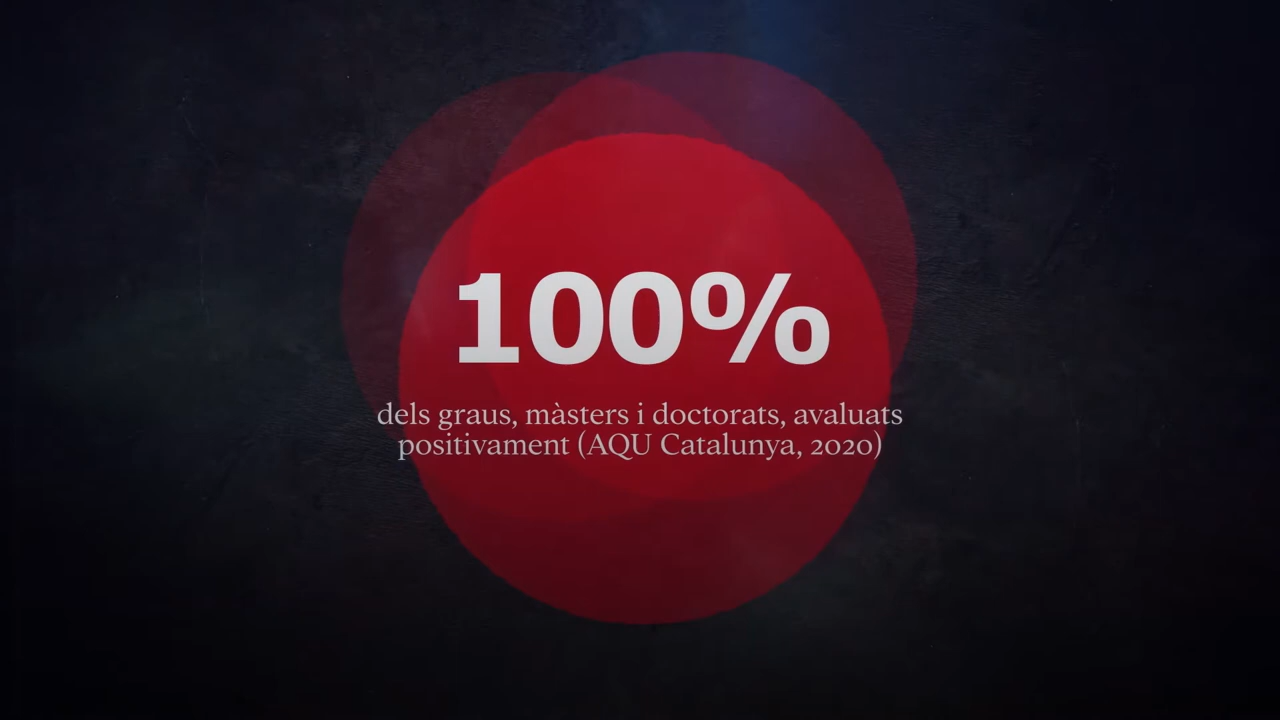 100%
dels graus, màsters i doctorats, avaluats
positivament (AQU Catalunya, 2020)